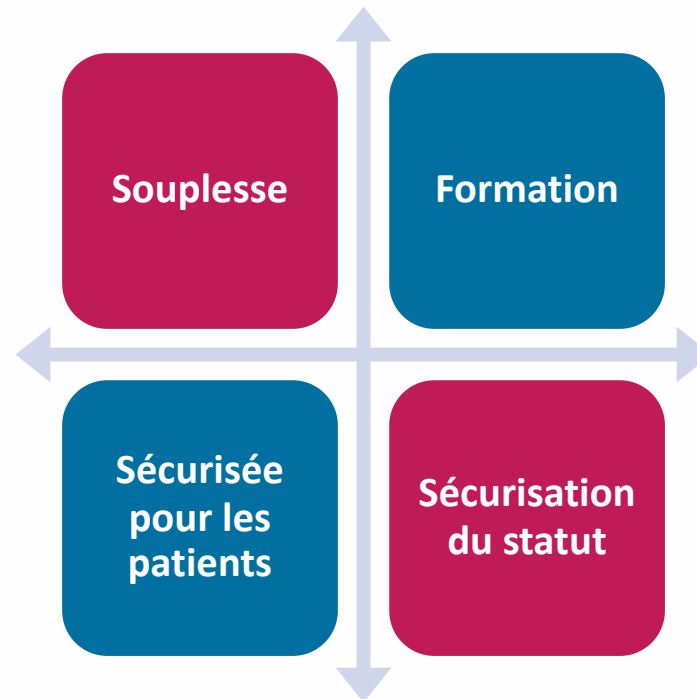 Souplesse
Formation
Sécurisée
pour les
patients
Sécurisation
du statut